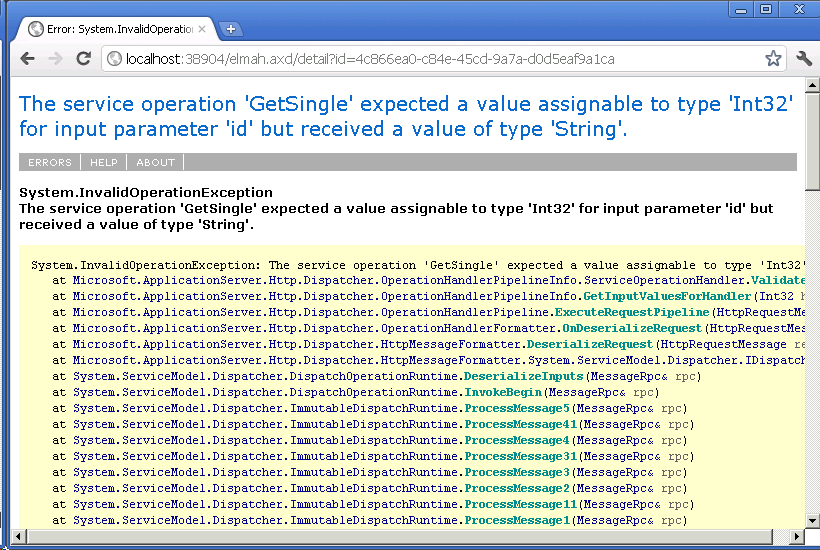 Error: System.InvalidOperation
localhost:38904/elmah.axd/detail?id=4c866ea0-c84e-45cd-9a7a-d0d5eaf9a1ca
The service operation 'GetSingle' expected a value assignable to type 'Int32'
for input parameter 'id' but received a value of type 'String'.
ERRORS HELP ABOUT
System.InvalidOperationException
The service operation 'GetSingle' expected a value assignable to type 'Int32' for input parameter 'id' but
received a value of type 'String'.
System.InvalidOperationException: The service operation 'GetSingle' expected a value assignable to type 'Int32'
at Microsoft.ApplicationServer.Http.Dispatcher.OperationHandlerPipelineInfo.ServiceOperationHandler.Validate
at Microsoft.ApplicationServer.Http.Dispatcher.OperationHandlerPipelineInfo.GetInputValuesForHandler(Int32
at Microsoft.ApplicationServer.Http.Dispatcher.OperationHandlerPipeline.ExecuteRequestPipeline(HttpRequestMe
at Microsoft.ApplicationServer.Http.Dispatcher.OperationHandlerFormatter.OnDeserializeRequest(HttpRequestMes
at Microsoft.ApplicationServer.Http.Dispatcher.HttpMessageFormatter.DeserializeRequest(HttpRequestMessage re
at Microsoft.ApplicationServer.Http.Dispatcher.HttpMessageFormatter.System.ServiceModel.Dispatcher.IDispatch
at System.ServiceModel.Dispatcher.DispatchOperationRuntime.DeserializeInputs(MessageRpc& rpc)
at System.ServiceModel.Dispatcher.DispatchOperationRuntime.InvokeBegin(MessageRpc& rpc)
at System.ServiceModel.Dispatcher.ImmutableDispatchRuntime.ProcessMessage5(MessageRpc& rpc)
at System.ServiceModel.Dispatcher.ImmutableDispatchRuntime.ProcessMessage41(MessageRpc& rpc)
at System.ServiceModel.Dispatcher.ImmutableDispatchRuntime.ProcessMessage4(MessageRpc& rpc)
at System.ServiceModel.Dispatcher.ImmutableDispatchRuntime.ProcessMessage31(MessageRpc& rpc)
at System.ServiceModel.Dispatcher.ImmutableDispatchRuntime.ProcessMessage3(MessageRpc& rpc)
at System.ServiceModel.Dispatcher.ImmutableDispatchRuntime.ProcessMessage2(MessageRpc& rpc)
at System.ServiceModel.Dispatcher.ImmutableDispatchRuntime.ProcessMessage11(MessageRpc& rpc)
at System.ServiceModel.Dispatcher.ImmutableDispatchRuntime.ProcessMessage1(MessageRpc& rpc)